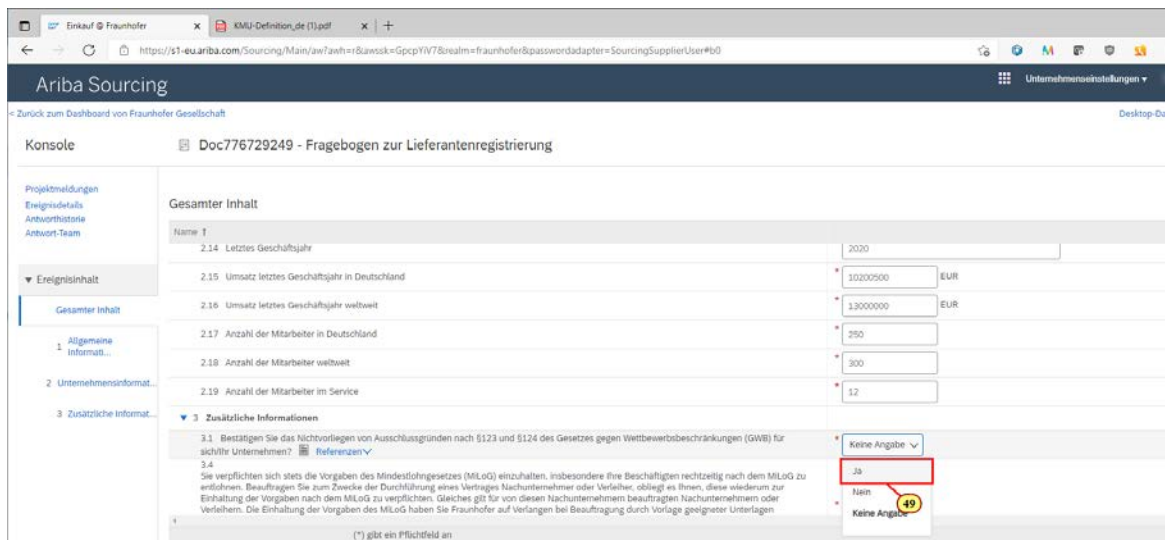 Einkauf @ Fraunhofer
KMU-Definition_de (1).pdf
https://s1-eu.ariba.com/Sourcing/Main/aw?awh=r&awssk=GpcpYiV7&realm=fraunhofer&passwordadapter=SourcingSupplierUser#b0
Ariba Sourcing
Unternehmenseinstellungen
< Zurück zum Dashboard von Fraunhofer Gesellschaft
Desktop-Da
Konsole
Doc776729249 - Fragebogen zur Lieferantenregistrierung
Projektmeldungen
Ereignisdetails
Antworthistorie
Antwort-Team
Ereignisinhalt
Gesamter Inhalt
1 Allgemeine
Informati...
2 Unternehmensinformat...
3 Zusätzliche Informat...
Gesamter Inhalt
Name ↑
2.14 Letztes Geschäftsjahr 2020
2.15 Umsatz letztes Geschäftsjahr in Deutschland * 10200500 EUR
2.16 Umsatz letztes Geschäftsjahr weltweit * 13000000 EUR
2.17 Anzahl der Mitarbeiter in Deutschland * 250
2.18 Anzahl der Mitarbeiter weltweit * 300
2.19 Anzahl der Mitarbeiter im Service * 12
3 Zusätzliche Informationen
3.1 Bestätigen Sie das Nichtvorliegen von Ausschlussgründen nach §123 und §124 des Gesetzes gegen Wettbewerbsbeschränkungen (GWB) für
sich/Ihr Unternehmen? Referenzen
* Keine Angabe
Ja
Nein
Keine Angabe
49
3.4
Sie verpflichten sich stets die Vorgaben des Mindestlohngesetzes (MiLoG) einzuhalten, insbesondere Ihre Beschäftigten rechtzeitig nach dem MiLoG zu
entlohnen. Beauftragen Sie zum Zwecke der Durchführung eines Vertrages Nachunternehmer oder Verleiher, obliegt es Ihnen, diese wiederum zur
Einhaltung der Vorgaben nach dem MiLoG zu verpflichten. Gleiches gilt für von diesen Nachunternehmern beauftragten Nachunternehmern oder
Verleihern. Die Einhaltung der Vorgaben des MiLoG haben Sie Fraunhofer auf Verlangen bei Beauftragung durch Vorlage geeigneter Unterlagen
*
(*) gibt ein Pflichtfeld an